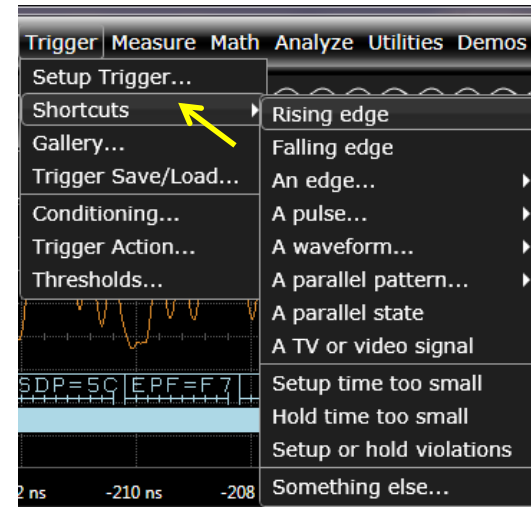 Trigger Measure Math Analyze Utilities Demos
Setup Trigger...
Shortcuts
Gallery...
Trigger Save/Load...
Conditioning...
Trigger Action...
Thresholds...
Rising edge
Falling edge
An edge...
A pulse...
A waveform...
A parallel pattern...
A parallel state
A TV or video signal
Setup time too small
Hold time too small
Setup or hold violations
Something else...
SDP=5C EPF=F7
2 ns -210 ns -208